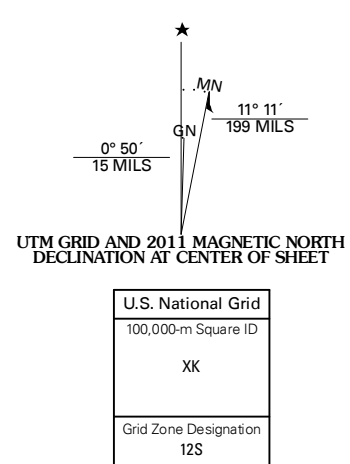 MN
11° 11´
199 MILS
GN
0° 50´
15 MILS
UTM GRID AND 2011 MAGNETIC NORTH
DECLINATION AT CENTER OF SHEET
U.S. National Grid
100,000-m Square ID
XK
Grid Zone Designation
12S